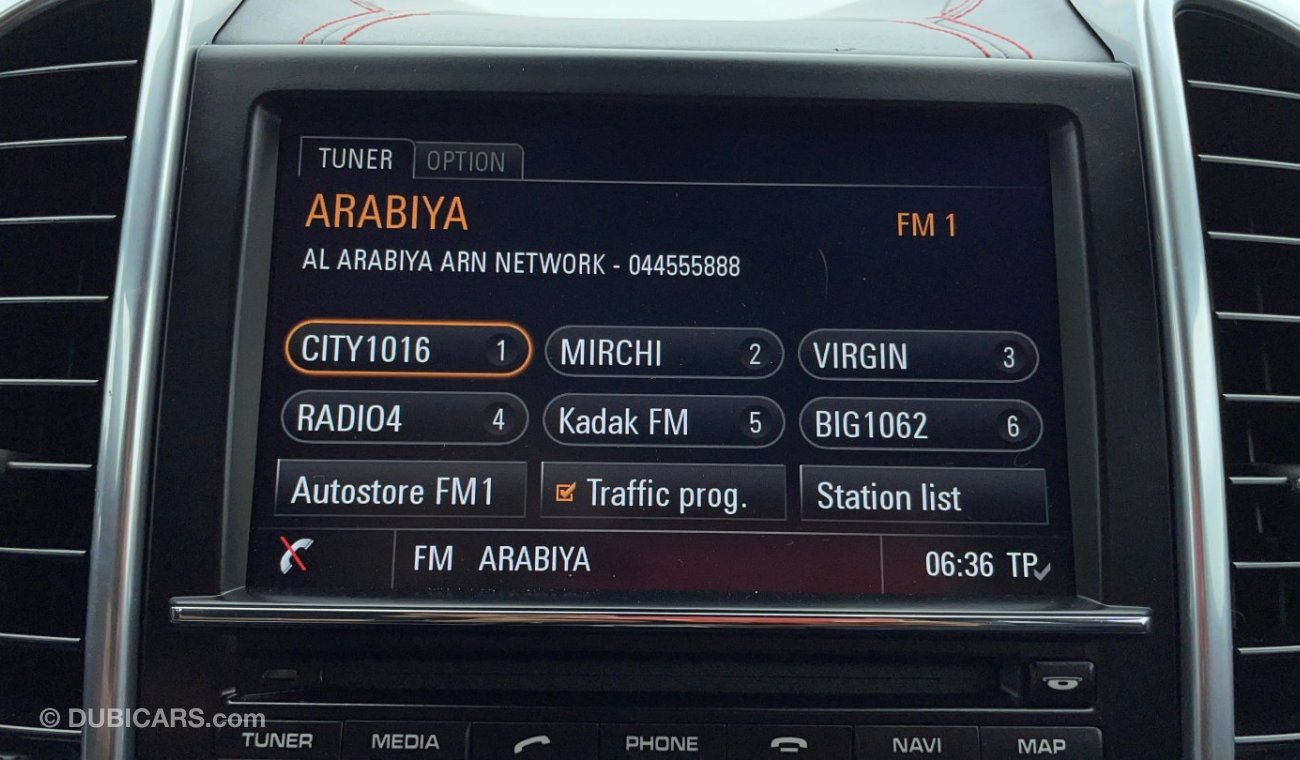 TUNER OPTION
ARABIYA FM 1
AL ARABIYA ARN NETWORK - 044555888
CITY1016 1 MIRCHI 2 VIRGIN 3
RADIO4 4 Kadak FM 5 BIG1062 6
Autostore FM1 Traffic prog. Station list
FM ARABIYA 06:36 TP
© DUBICARS.com
TUNER MEDIA PHONE NAVI MAP